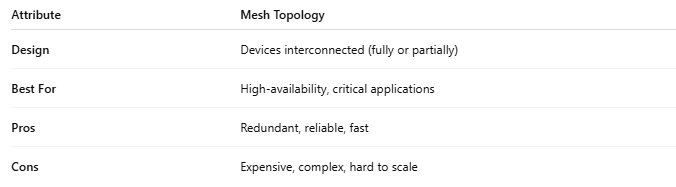 Attribute Mesh Topology
Design Devices interconnected (fully or partially)
Best For High-availability, critical applications
Pros Redundant, reliable, fast
Cons Expensive, complex, hard to scale